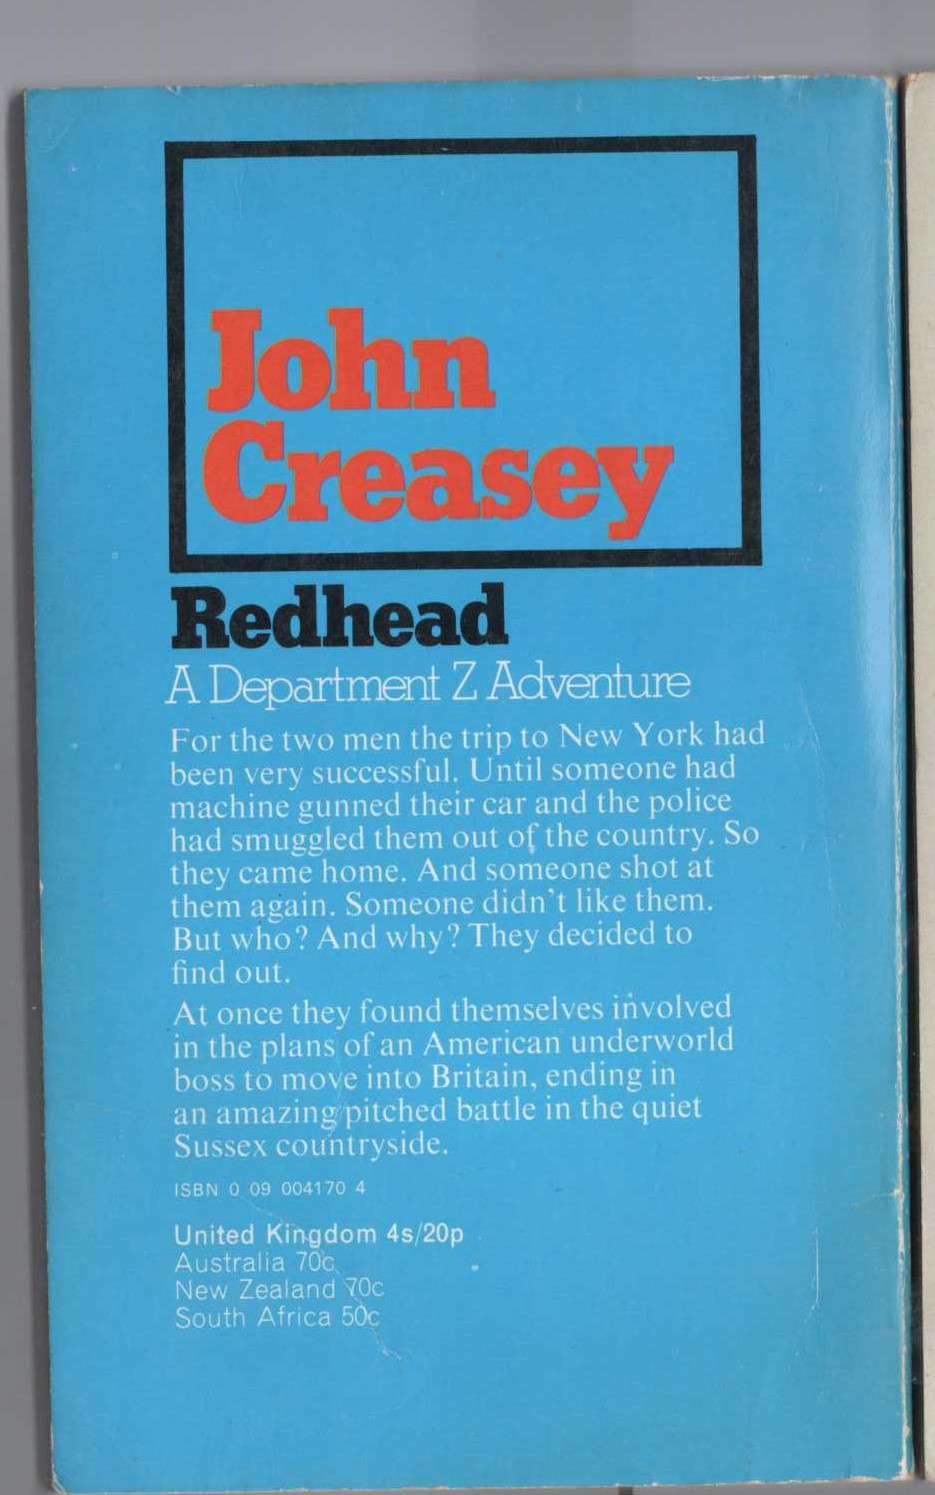 John
Creasey
Redhead
A Department Z Adventure
For the two men the trip to New York had
been very successful. Until someone had
machine gunned their car and the police
had smuggled them out of the country. So
they came home. And someone shot at
them again. Someone didn't like them.
But who? And why? They decided to
find out.
At once they found themselves involved
in the plans of an American underworld
boss to move into Britain, ending in
an amazing pitched battle in the quiet
Sussex countryside.
ISBN 0 09 004170 4
United Kingdom 4s/20p
Australia 70c
New Zealand 70c
South Africa 50c